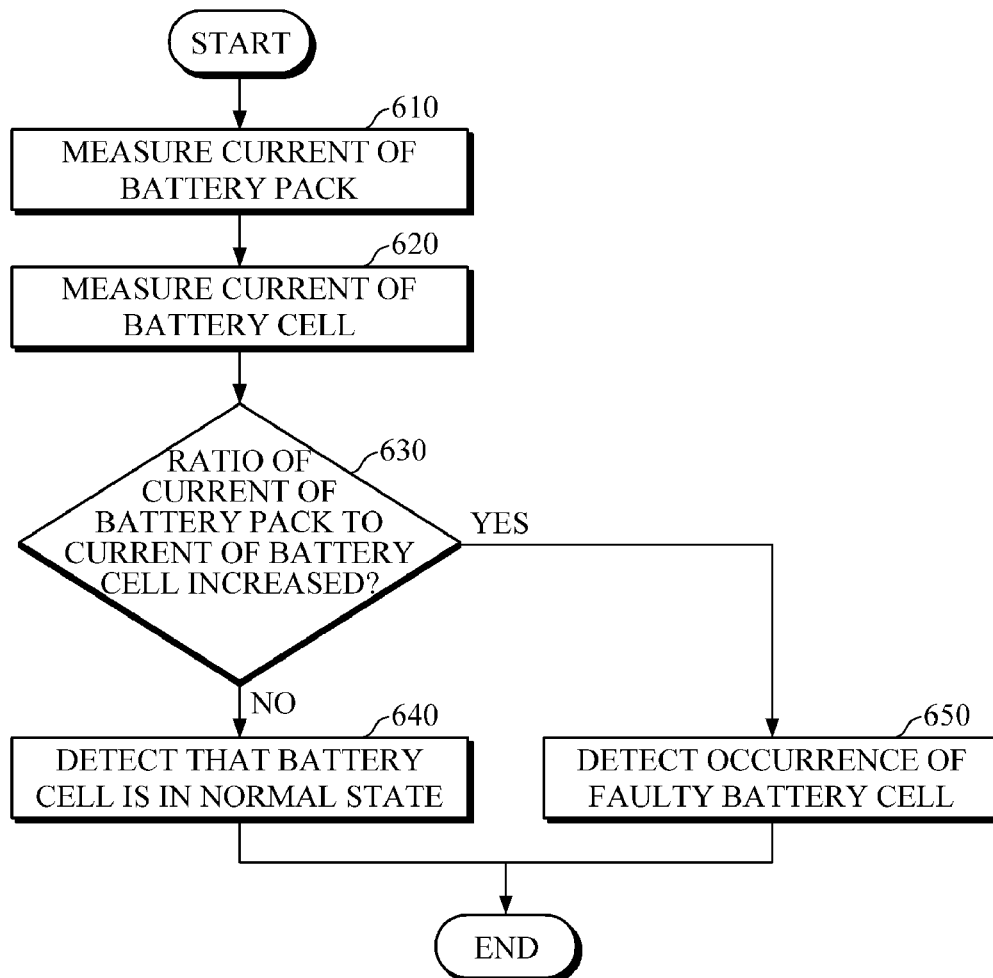 START
610
MEASURE CURRENT OF
BATTERY PACK
620
MEASURE CURRENT OF
BATTERY CELL
630
RATIO OF
CURRENT OF
BATTERY PACK TO
CURRENT OF BATTERY
CELL INCREASED?
YES
NO
640
DETECT THAT BATTERY
CELL IS IN NORMAL STATE
650
DETECT OCCURRENCE OF
FAULTY BATTERY CELL
END